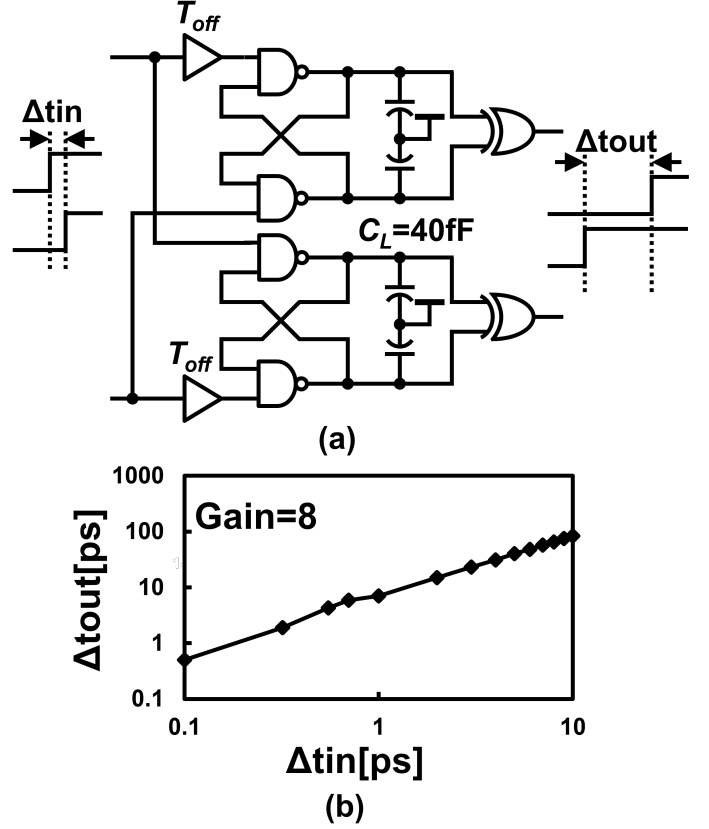 Toff
Δtin
Δtout
CL=40fF
Toff
(a)
1000
Gain=8
100
10
1
0.1
Δtout[ps]
0.1
1
10
Δtin[ps]
(b)